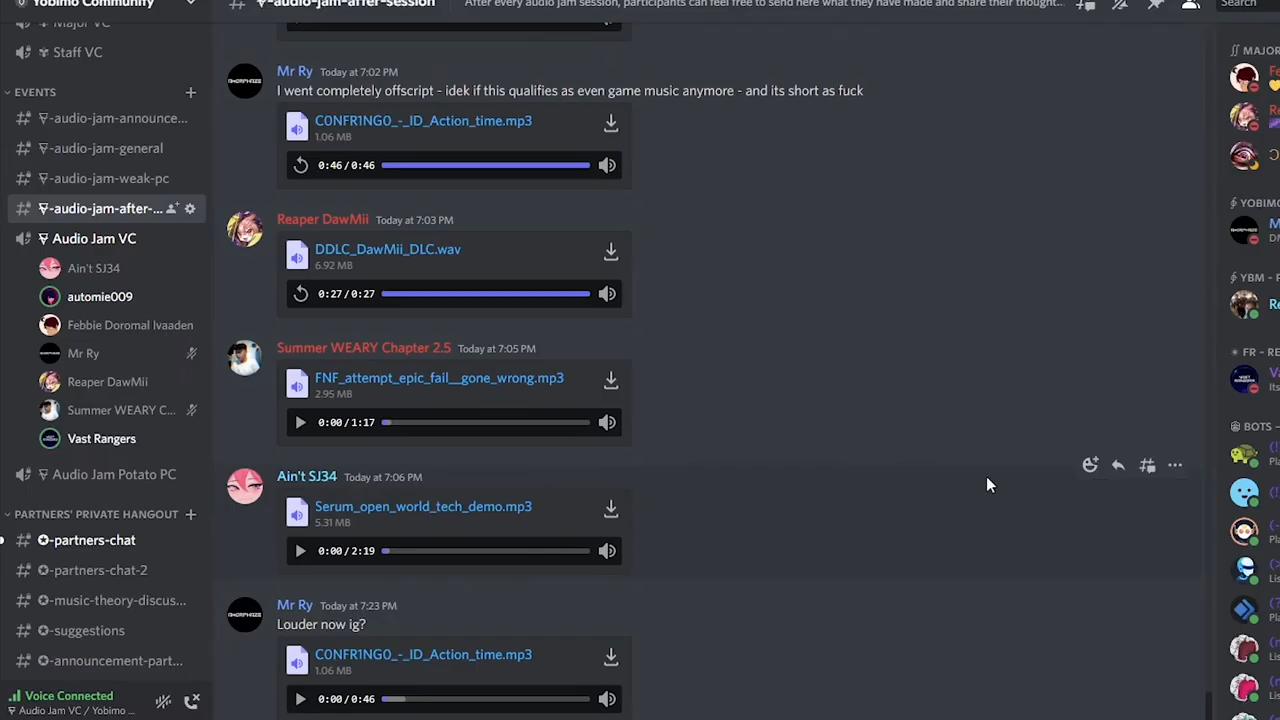 Yobimo Community
Major VC
Staff VC
EVENTS
-audio-jam-announce...
-audio-jam-general
-audio-jam-weak-pc
-audio-jam-after-...
Audio Jam VC
Ain't SJ34
automie009
Febbie Doromal Ivaaden
Mr Ry
Reaper DawMii
Summer WEARY C...
Vast Rangers
Audio Jam Potato PC
PARTNERS' PRIVATE HANGOUT
-partners-chat
-partners-chat-2
-music-theory-discus...
-suggestions
-announcement-part...
Voice Connected
Audio Jam VC / Yobimo ...
-audio-jam-after-session
After every audio jam session, participants can feel free to send here what they have made and share their thought...
Search
Mr Ry Today at 7:02 PM
I went completely offscript - idek if this qualifies as even game music anymore - and its short as fuck
C0NFR1NG0_-_ID_Action_time.mp3
1.06 MB
0:46/0:46
Reaper DawMii Today at 7:03 PM
DDLC_DawMii_DLC.wav
6.92 MB
0:27/0:27
Summer WEARY Chapter 2.5 Today at 7:05 PM
FNF_attempt_epic_fail__gone_wrong.mp3
2.95 MB
0:00/1:17
Ain't SJ34 Today at 7:06 PM
Serum_open_world_tech_demo.mp3
5.31 MB
0:00/2:19
Mr Ry Today at 7:23 PM
Louder now ig?
C0NFR1NG0_-_ID_Action_time.mp3
1.06 MB
0:00/0:46
MAJOR
YOBIMO
YBM - F
FR - RE
BOTS -